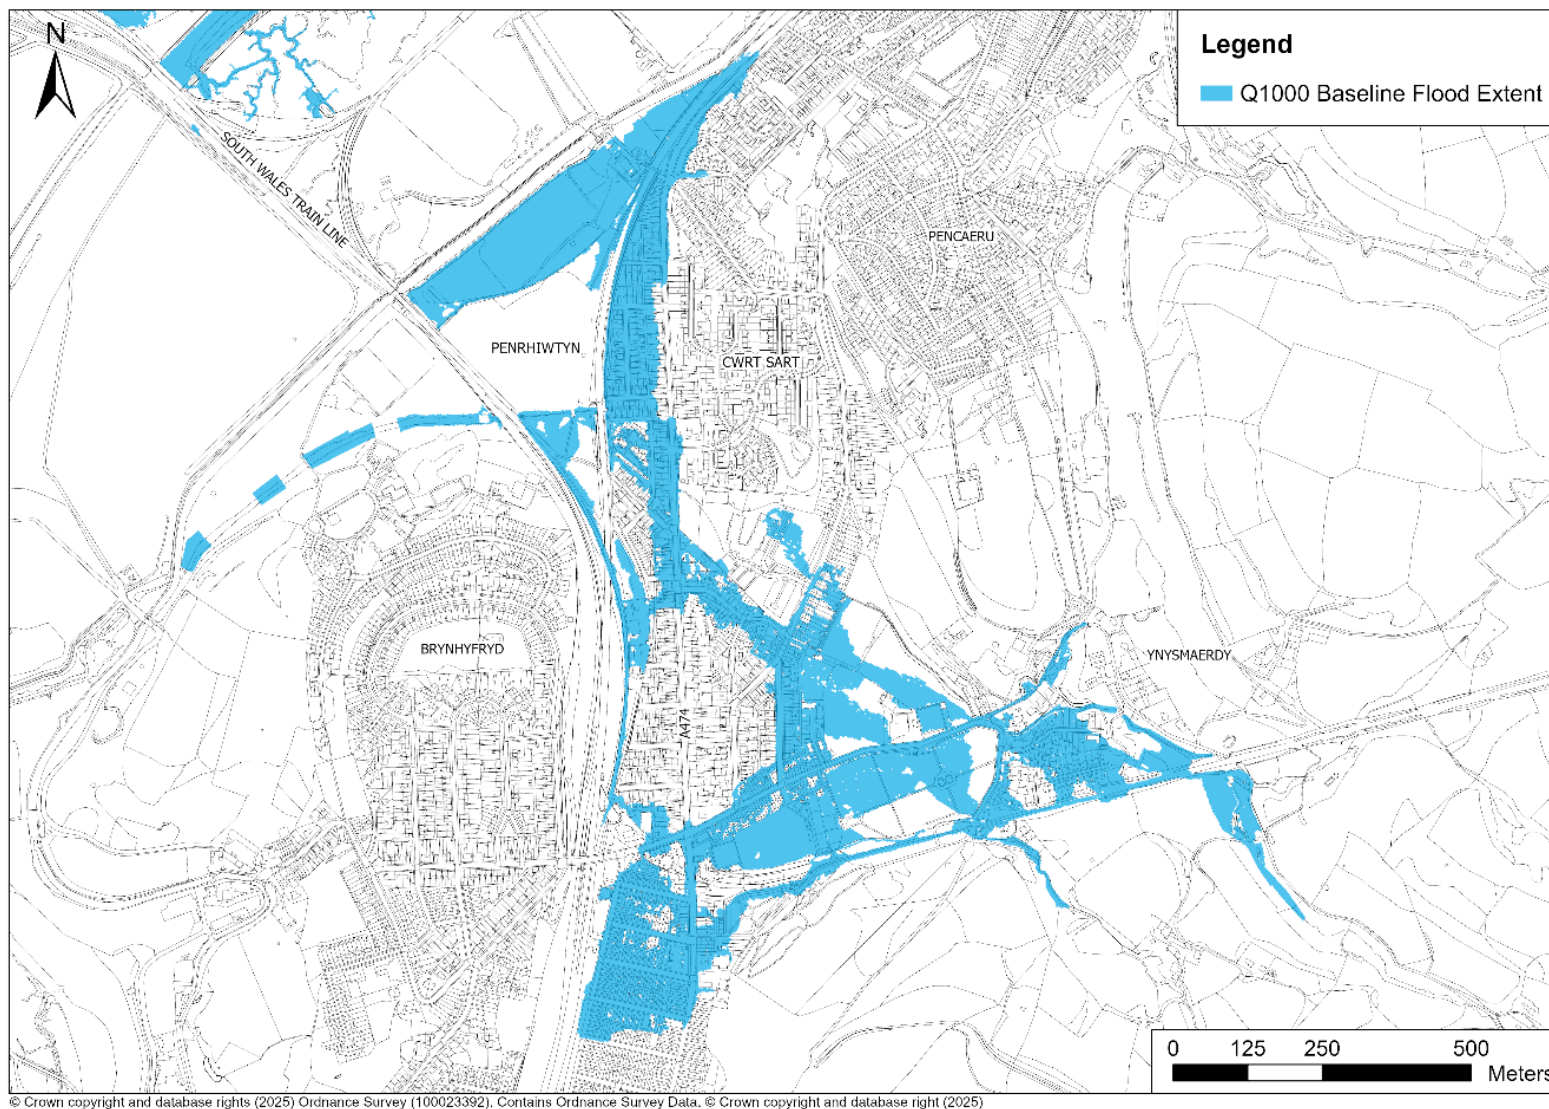 N
Legend
Q1000 Baseline Flood Extent
SOUTH WALES TRAIN LINE
PENCAERU
PENRHIWTYN
CWRT SART
BRYNHYFRYD
YNYSMAERDY
A474
0 125 250 500
Meters
© Crown copyright and database rights (2025) Ordnance Survey (100023392). Contains Ordnance Survey Data. © Crown copyright and database right (2025)